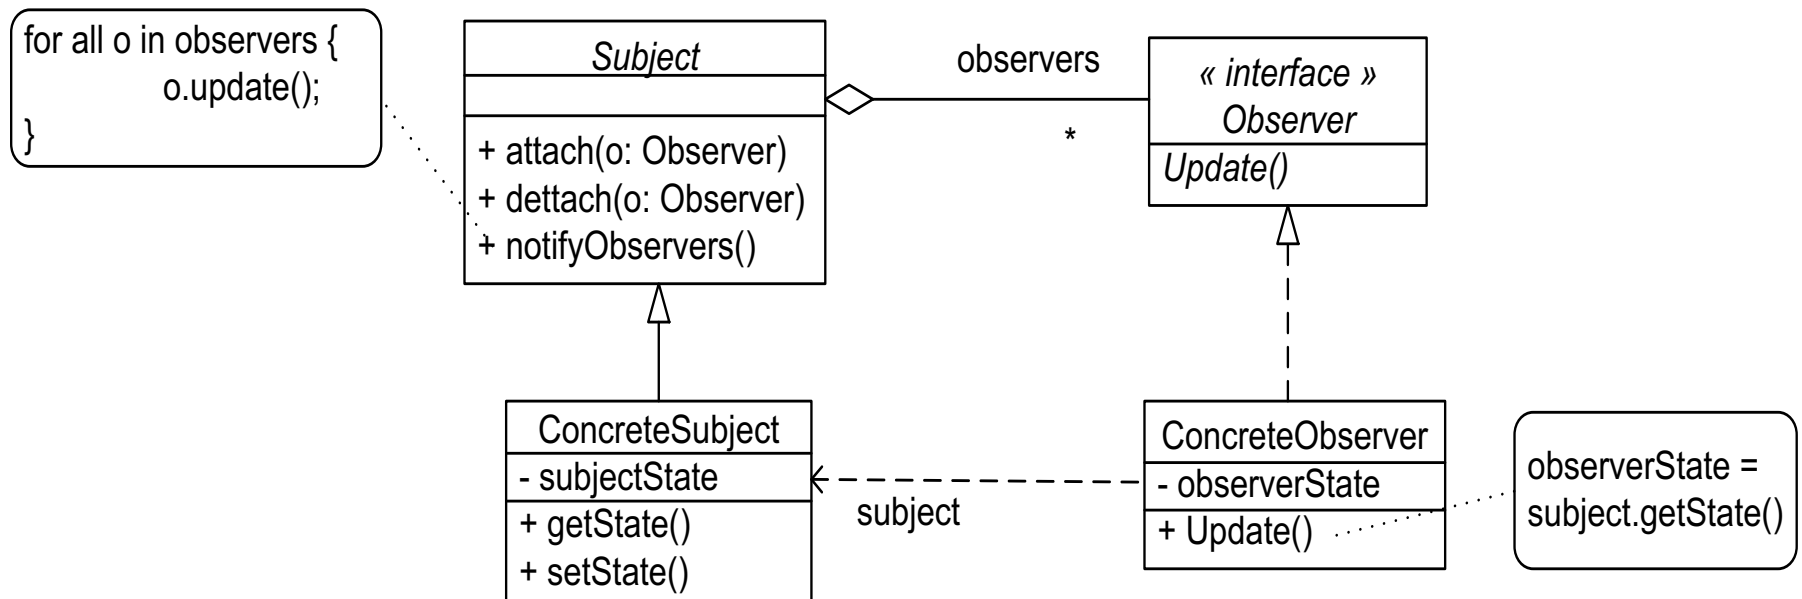 for all o in observers {
o.update();
}
Subject
+ attach(o: Observer)
+ dettach(o: Observer)
+ notifyObservers()
observers
*
« interface »
Observer
Update()
ConcreteSubject
- subjectState
+ getState()
+ setState()
subject
ConcreteObserver
- observerState
+ Update()
observerState =
subject.getState()